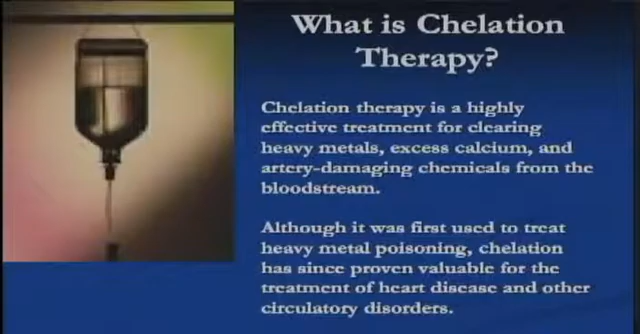 What is Chelation
Therapy?
Chelation therapy is a highly
effective treatment for clearing
heavy metals, excess calcium, and
artery-damaging chemicals from the
bloodstream.
Although it was first used to treat
heavy metal poisoning, chelation
has since proven valuable for the
treatment of heart disease and other
circulatory disorders.